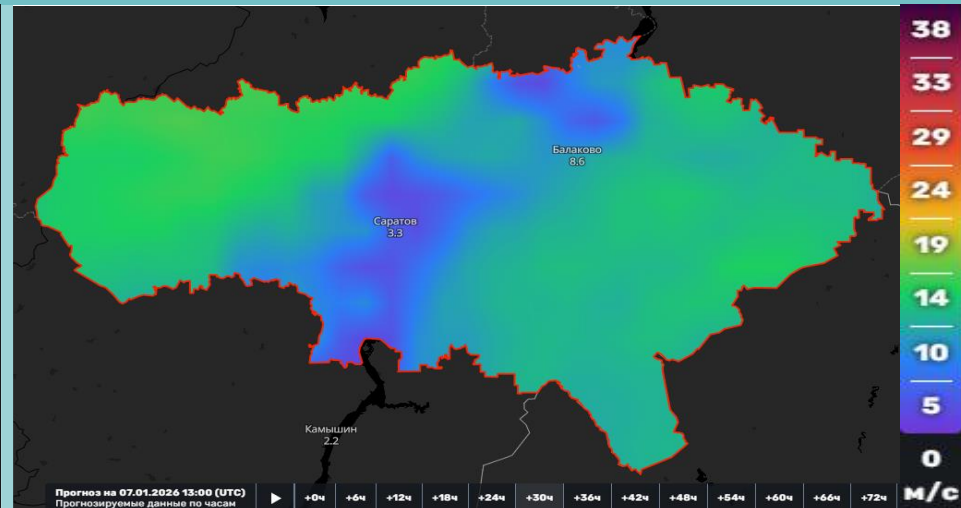 38
33
29
24
19
14
10
5
0
м/с
Балаково
8.6
Саратов
3.3
Камышин
2.2
Прогноз на 07.01.2026 13:00 (UTC)
Прогнозируемые данные по часам
+0ч +6ч +12ч +18ч +24ч +30ч +36ч +42ч +48ч +54ч +60ч +66ч +72ч